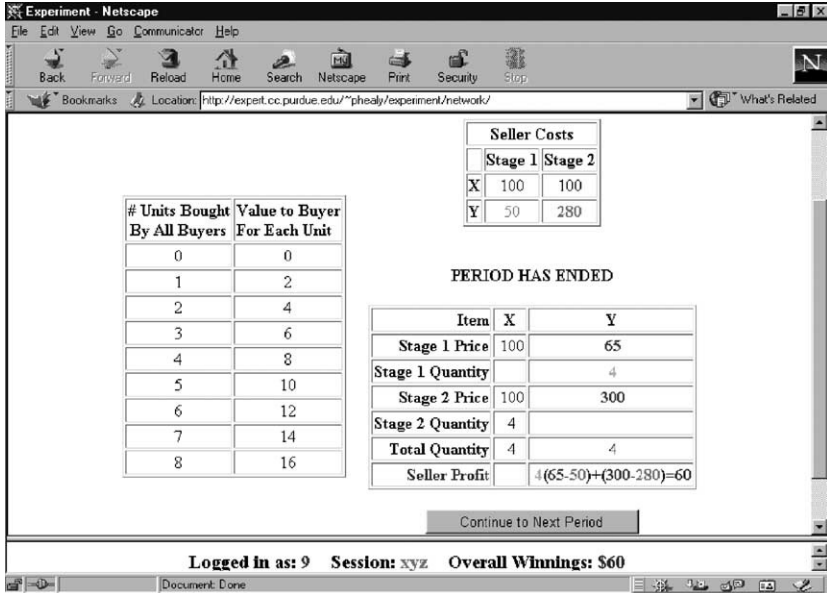 Experiment - Netscape
File Edit View Go Communicator Help
Back Forward Reload Home Search Netscape Print Security Stop
N
Bookmarks Location: http://expert.cc.purdue.edu/~phealy/experiment/network/ What's Related
Seller Costs
Stage 1 Stage 2
X 100 100
Y 50 280
# Units Bought By All Buyers Value to Buyer For Each Unit
0 0
1 2
2 4
3 6
4 8
5 10
6 12
7 14
8 16
PERIOD HAS ENDED
Item X Y
Stage 1 Price 100 65
Stage 1 Quantity 4
Stage 2 Price 100 300
Stage 2 Quantity 4
Total Quantity 4 4
Seller Profit 4(65-50)+(300-280)=60
Continue to Next Period
Logged in as: 9 Session: xyz Overall Winnings: $60
Document: Done